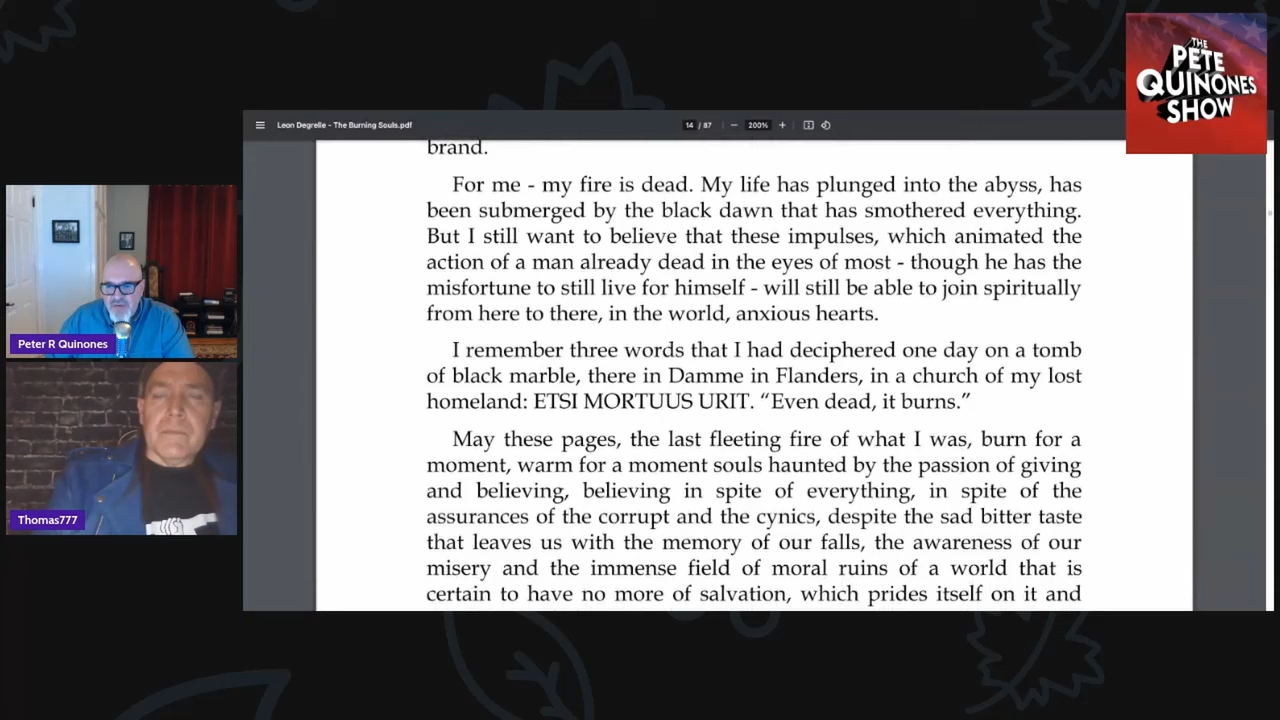 THE
PETE
QUINONES
SHOW
Leon Degrelle - The Burning Souls.pdf
14 / 87
200%
brand.
For me - my fire is dead. My life has plunged into the abyss, has
been submerged by the black dawn that has smothered everything.
But I still want to believe that these impulses, which animated the
action of a man already dead in the eyes of most - though he has the
misfortune to still live for himself - will still be able to join spiritually
from here to there, in the world, anxious hearts.
I remember three words that I had deciphered one day on a tomb
of black marble, there in Damme in Flanders, in a church of my lost
homeland: ETSI MORTUUS URIT. “Even dead, it burns.”
May these pages, the last fleeting fire of what I was, burn for a
moment, warm for a moment souls haunted by the passion of giving
and believing, believing in spite of everything, in spite of the
assurances of the corrupt and the cynics, despite the sad bitter taste
that leaves us with the memory of our falls, the awareness of our
misery and the immense field of moral ruins of a world that is
certain to have no more of salvation, which prides itself on it and
Peter R Quinones
Thomas777